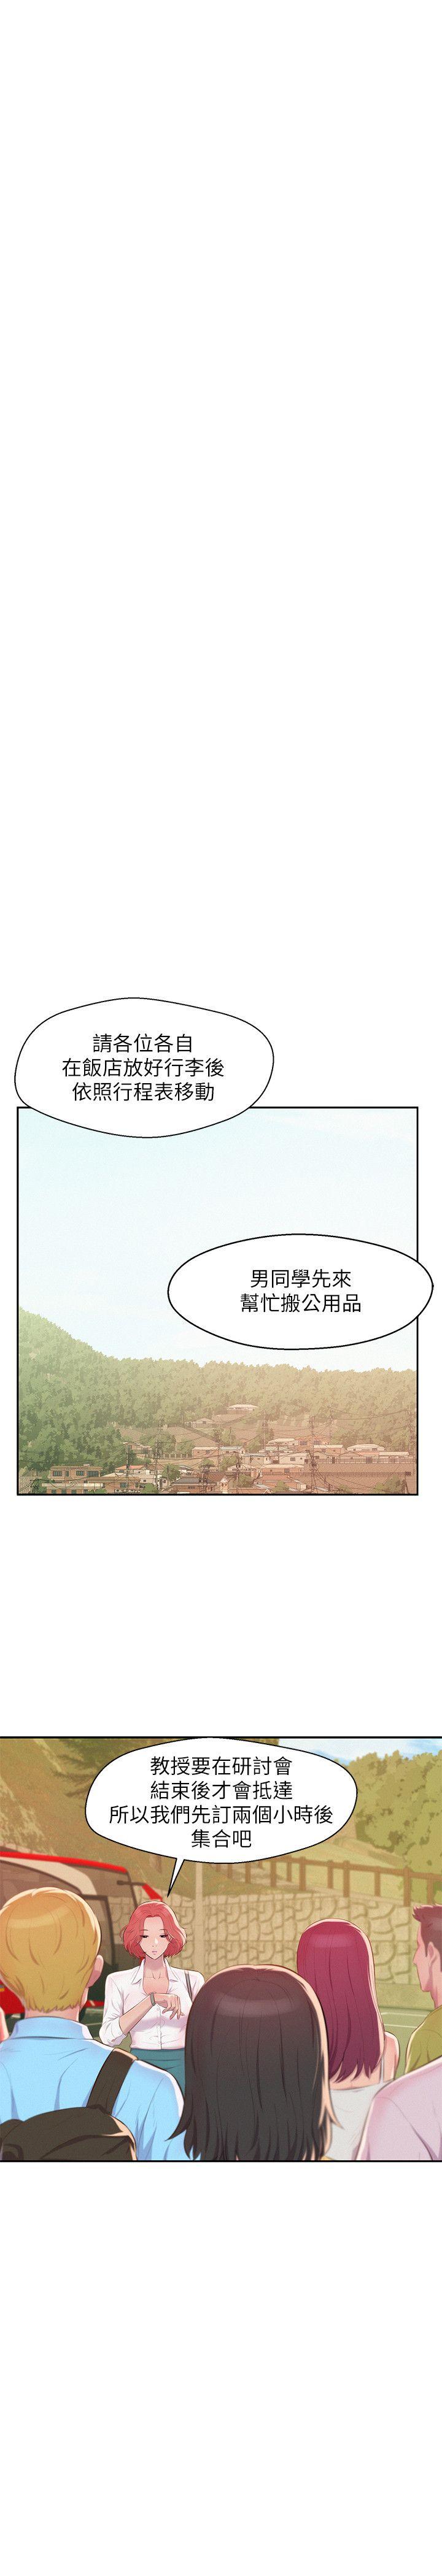 請各位各自
在飯店放好行李後
依照行程表移動
男同學先來
幫忙搬公用品
教授要在研討會
結束後才會抵達
所以我們先訂兩個小時後
集合吧